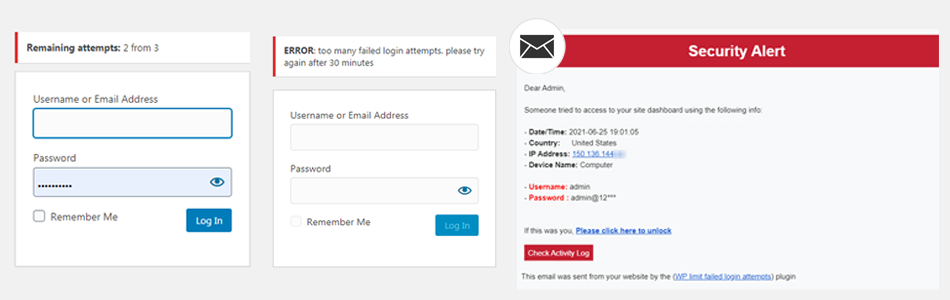 Remaining attempts: 2 from 3
Username or Email Address
Password
Remember Me
Log In
ERROR: too many failed login attempts. please try
again after 30 minutes
Username or Email Address
Password
Remember Me
Log In
Security Alert
Dear Admin,
Someone tried to access to your site dashboard using the following info:
- Date/Time: 2021-06-25 19:01:05
- Country: United States
- IP Address: 150.136.144
- Device Name: Computer
- Username: admin
- Password : admin@12***
If this was you, Please click here to unlock
Check Activity Log
This email was sent from your website by the (WP limit failed login attempts) plugin